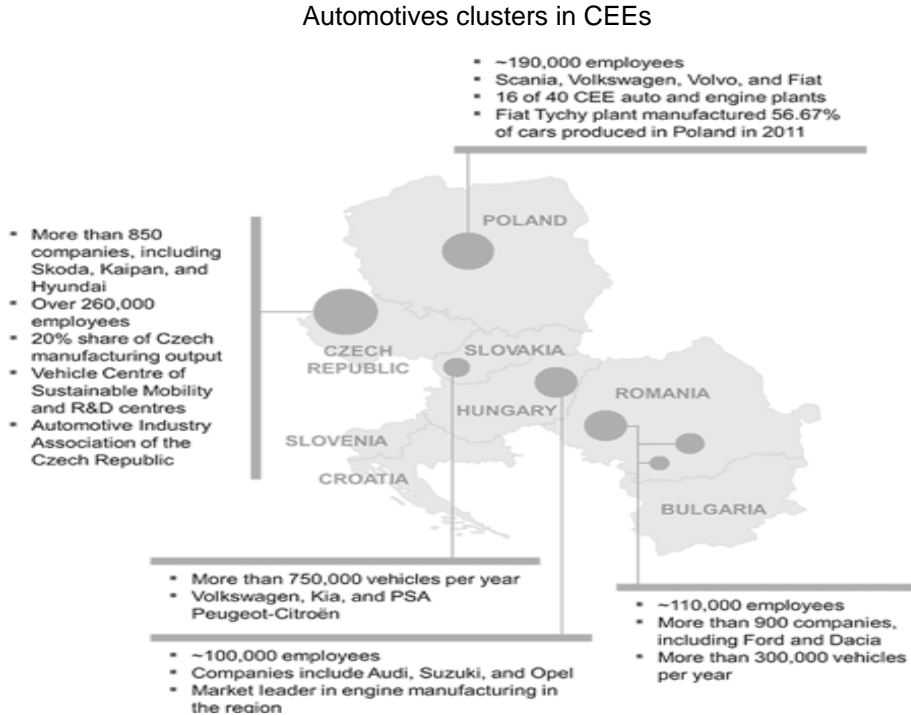 Automotives clusters in CEEs
▪ ~190,000 employees
▪ Scania, Volkswagen, Volvo, and Fiat
▪ 16 of 40 CEE auto and engine plants
▪ Fiat Tychy plant manufactured 56.67%
of cars produced in Poland in 2011
▪ More than 850
companies, including
Skoda, Kaipan, and
Hyundai
▪ Over 260,000
employees
▪ 20% share of Czech
manufacturing output
▪ Vehicle Centre of
Sustainable Mobility
and R&D centres
▪ Automotive Industry
Association of the
Czech Republic
POLAND
CZECH
REPUBLIC
SLOVAKIA
HUNGARY
ROMANIA
SLOVENIA
CROATIA
BULGARIA
▪ More than 750,000 vehicles per year
▪ Volkswagen, Kia, and PSA
Peugeot-Citroën
▪ ~100,000 employees
▪ Companies include Audi, Suzuki, and Opel
▪ Market leader in engine manufacturing in
the region
▪ ~110,000 employees
▪ More than 900 companies,
including Ford and Dacia
▪ More than 300,000 vehicles
per year